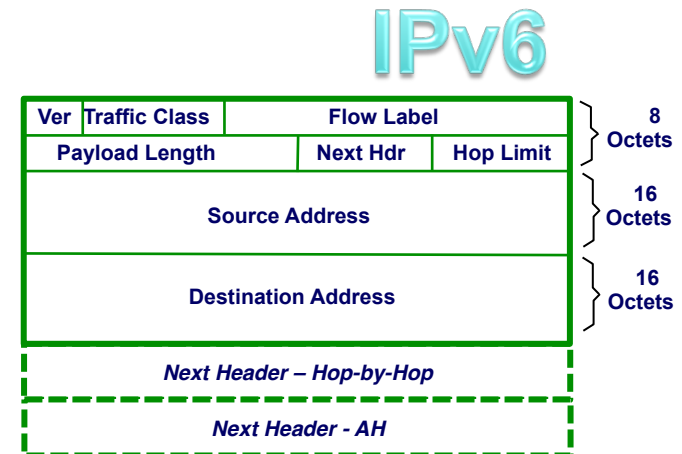 IPv6
Ver Traffic Class Flow Label
8
Octets
Payload Length Next Hdr Hop Limit
Source Address
16
Octets
Destination Address
16
Octets
Next Header – Hop-by-Hop
Next Header - AH